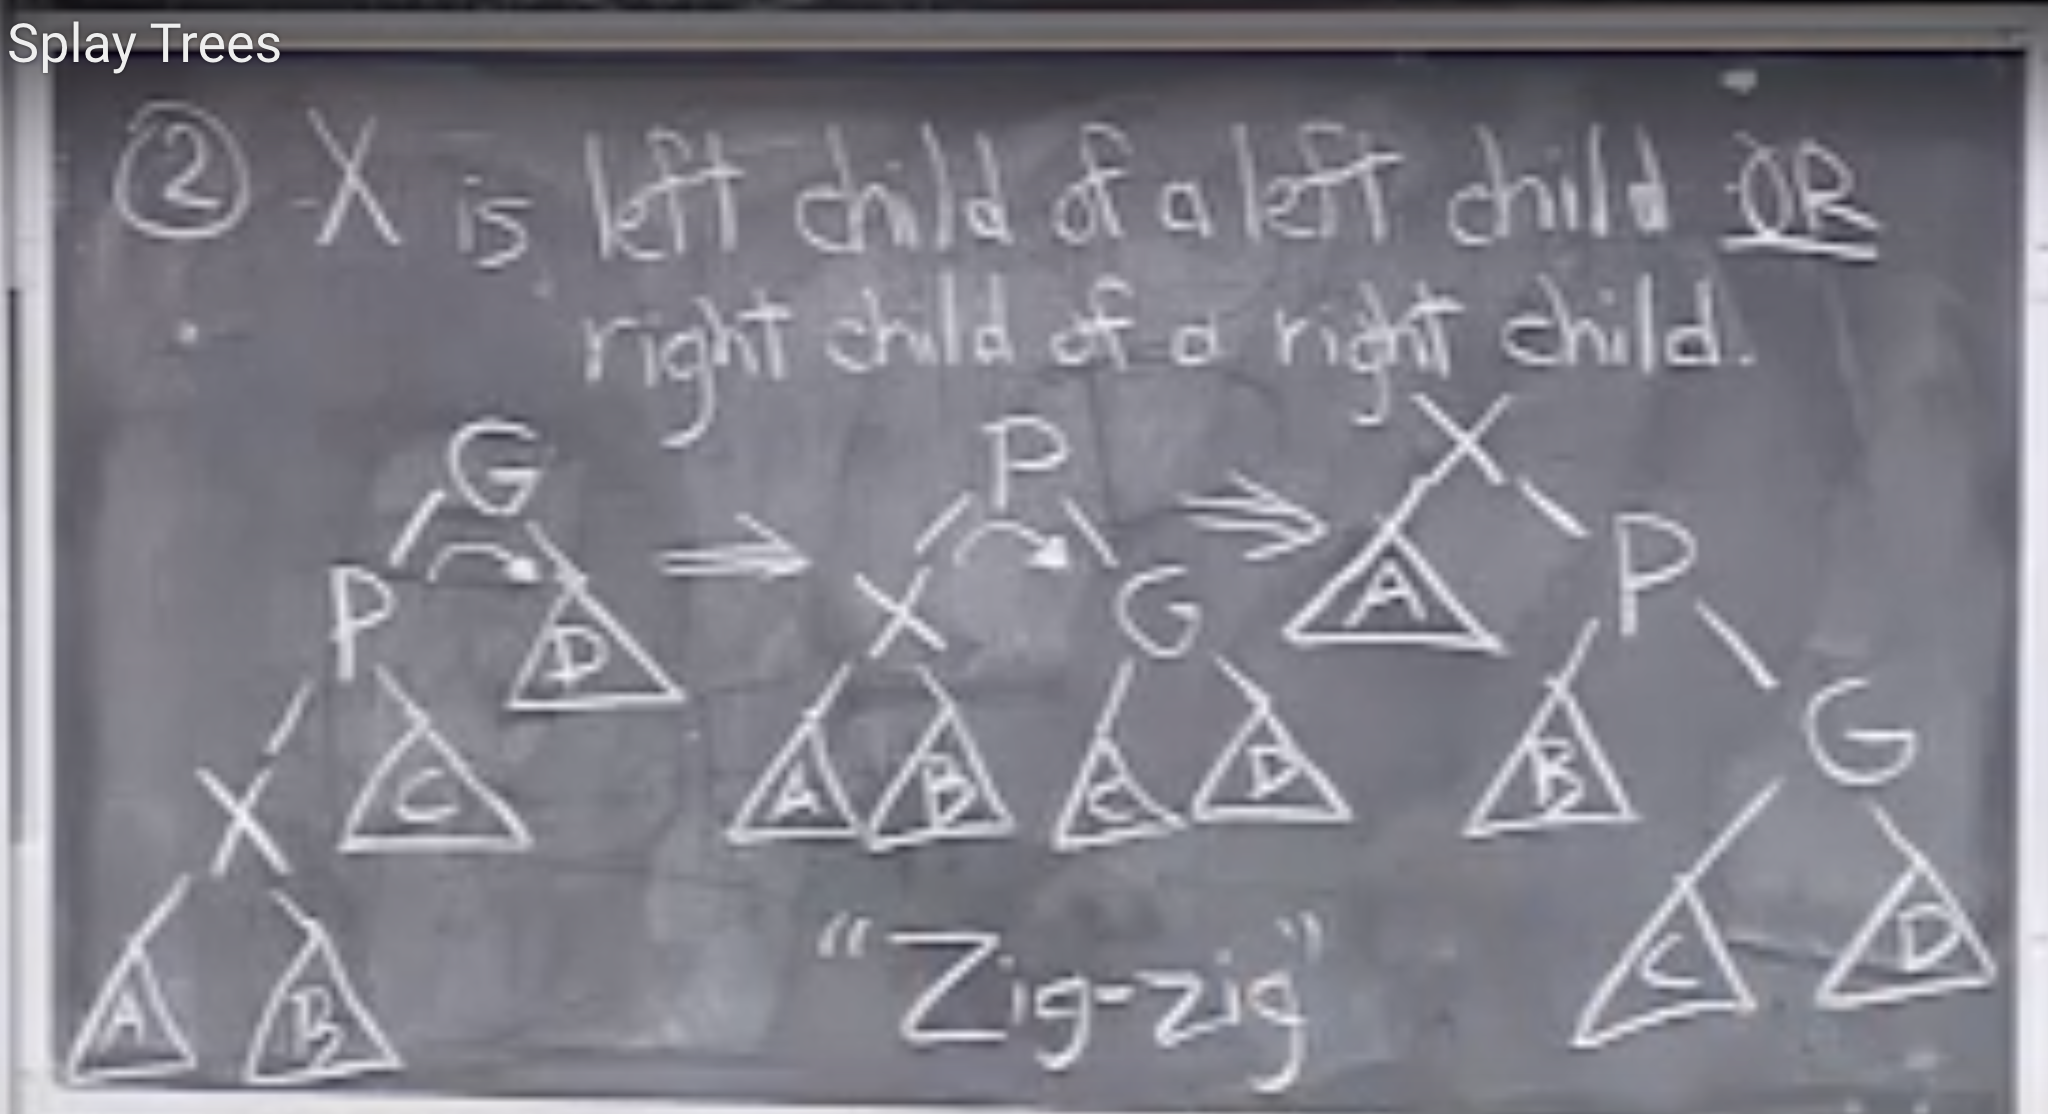 Splay Trees
② X is left child of a left child OR
right child of a right child.
G P X
P D X G A P
X C A B C D B G
A B C D
"Zig-zig"